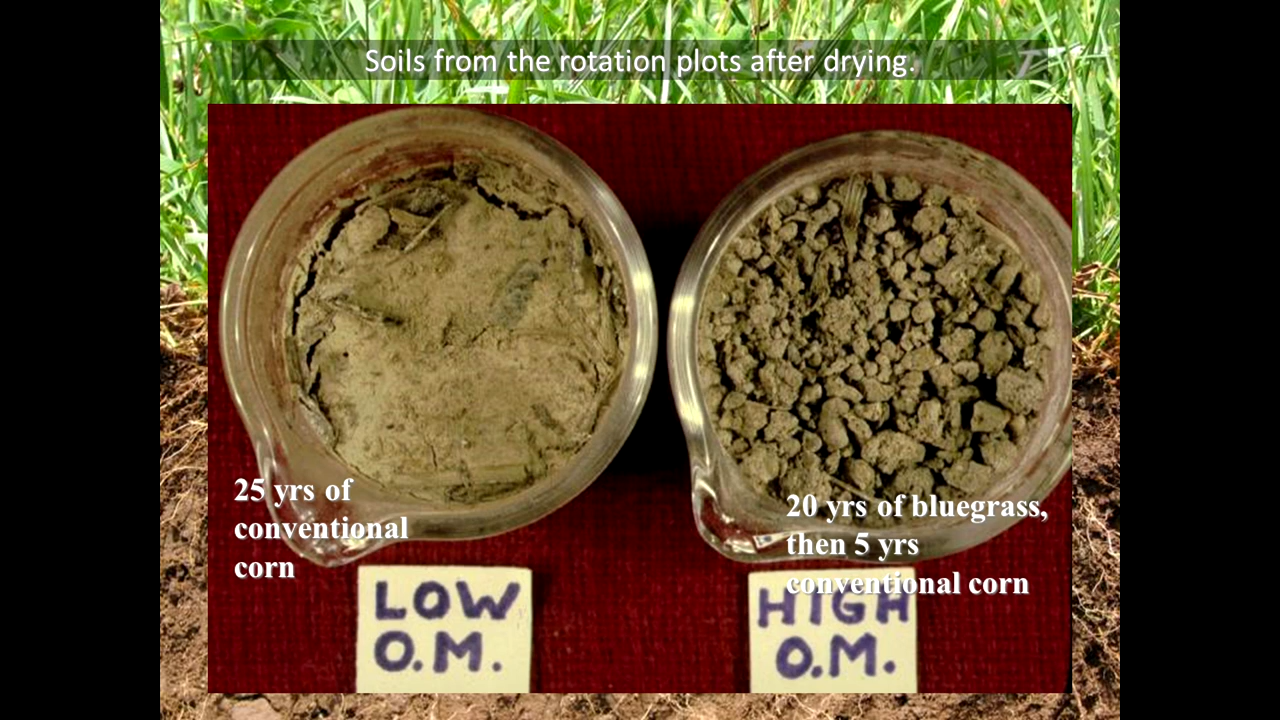 Soils from the rotation plots after drying.
25 yrs of
conventional
corn
20 yrs of bluegrass,
then 5 yrs
conventional corn
LOW
O.M.
HIGH
O.M.